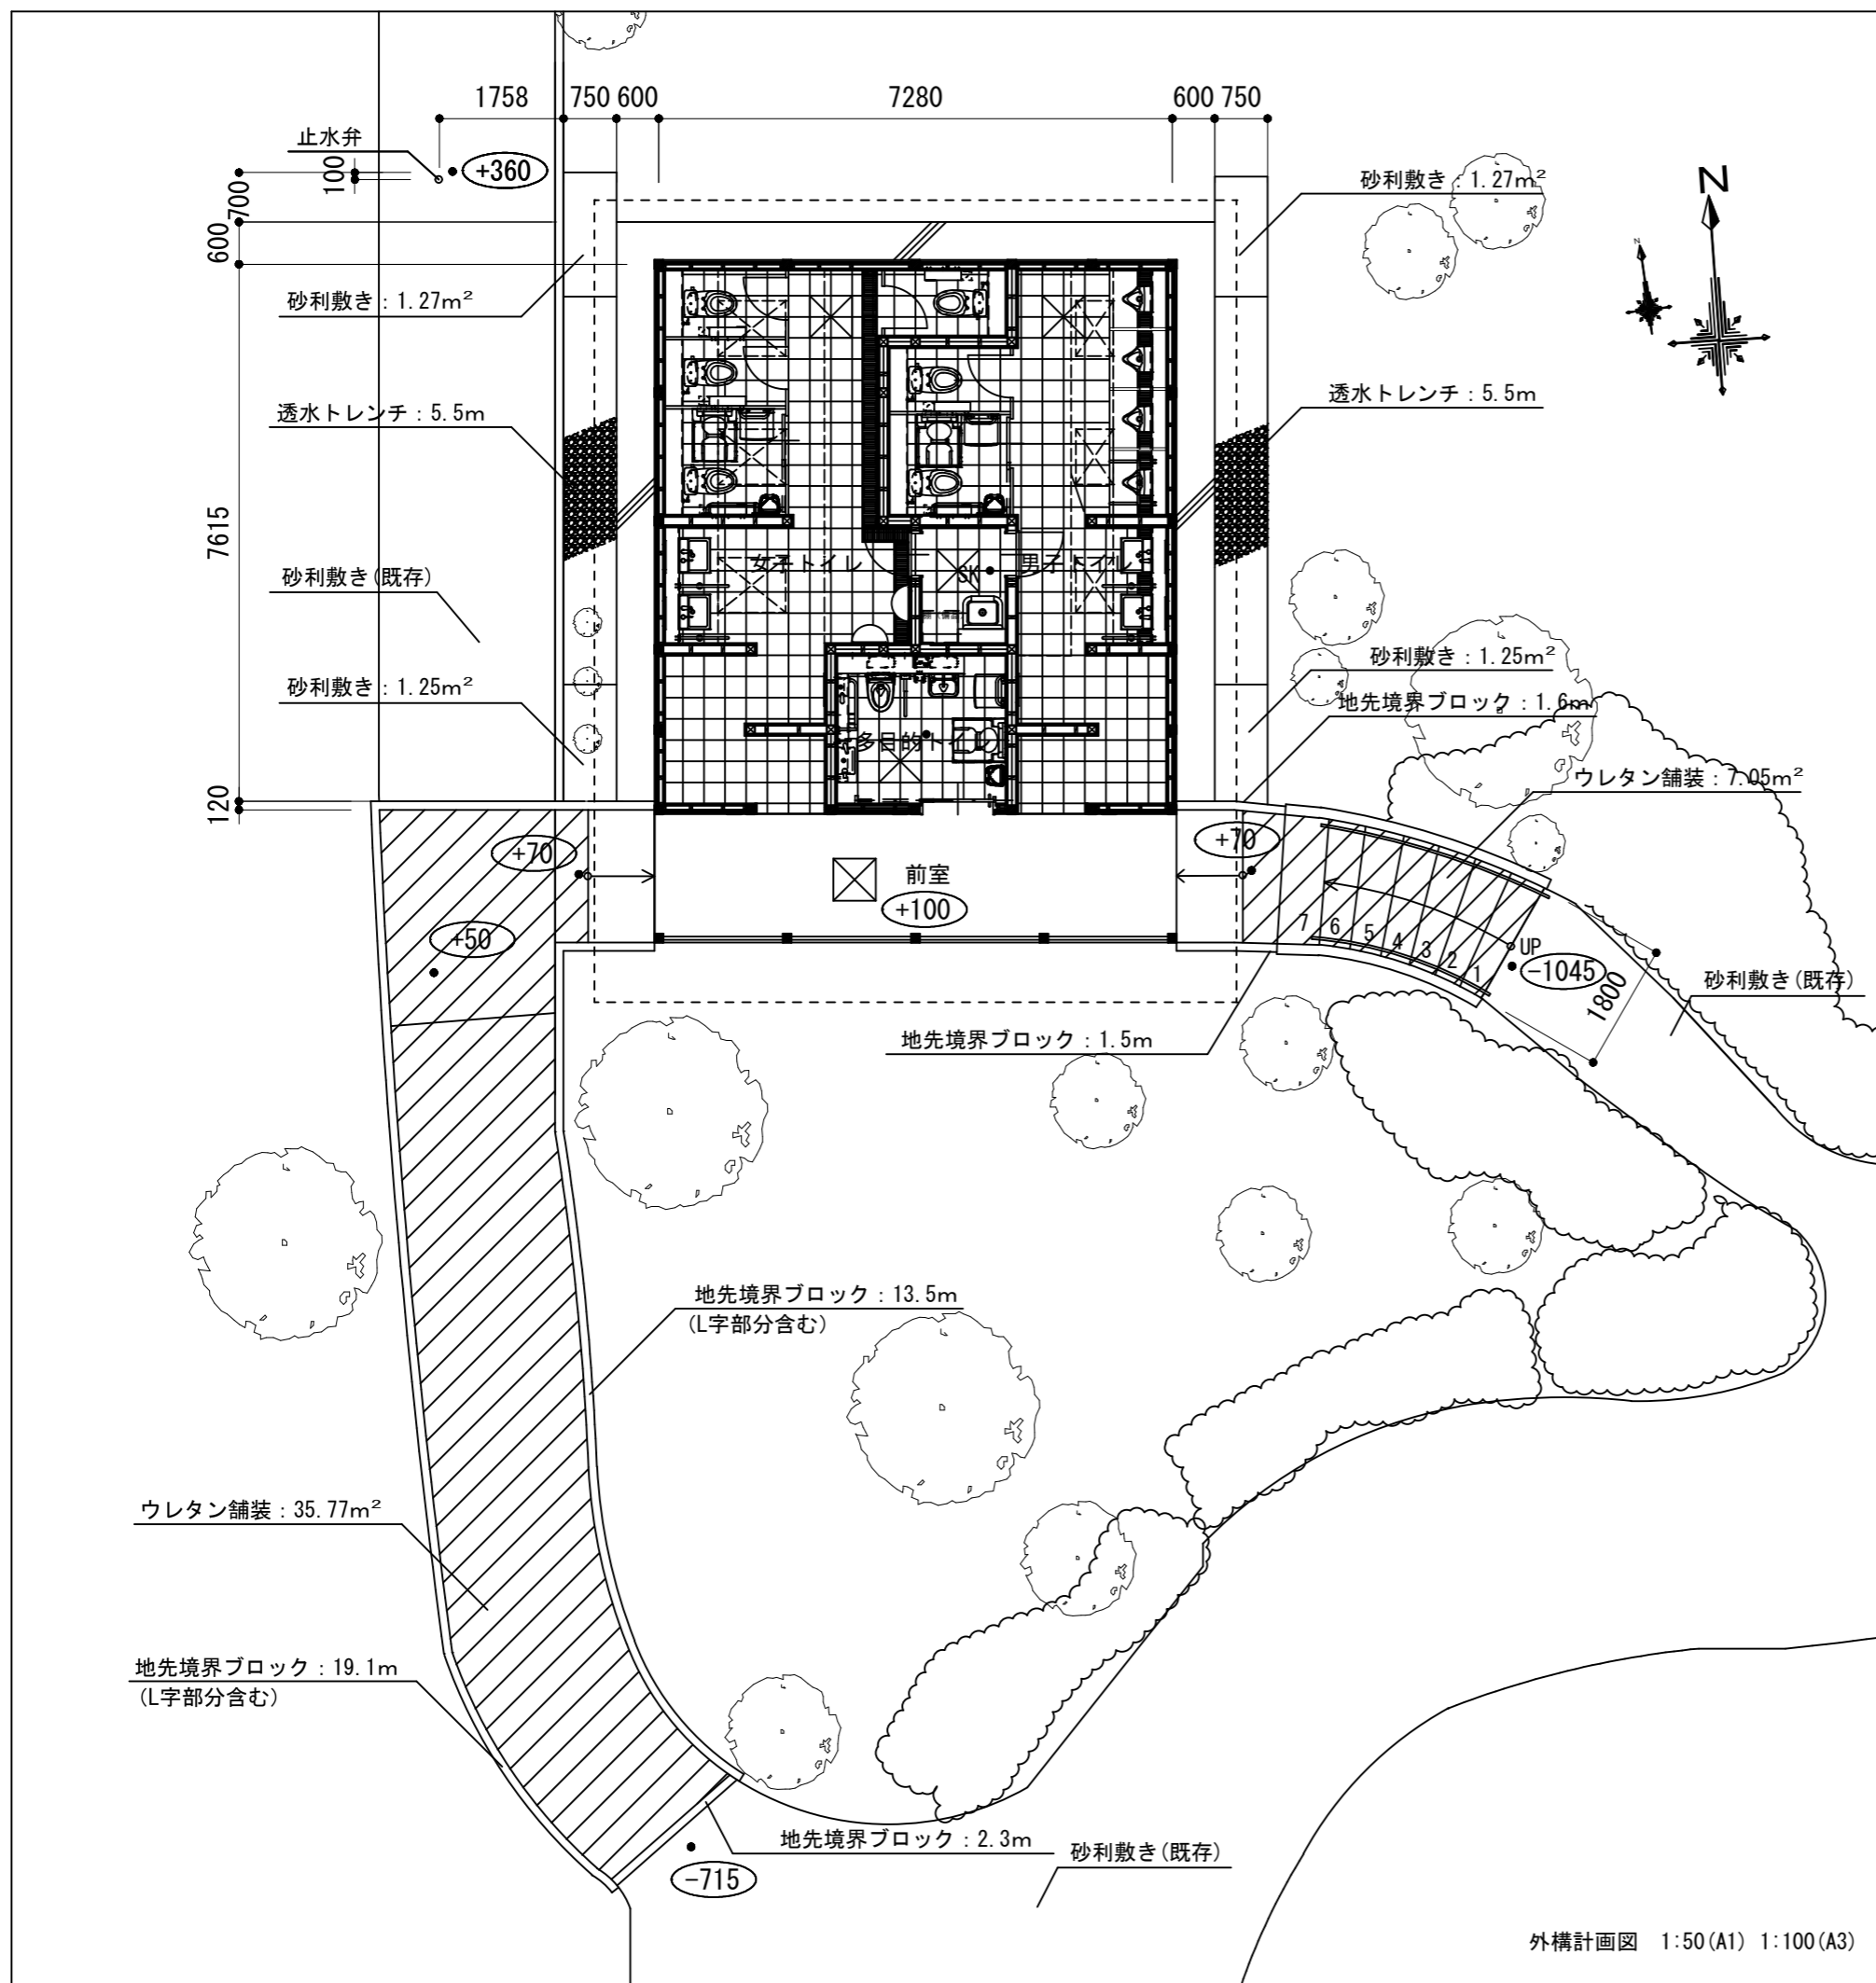 1758
750
600
7280
600
750
止水弁
100
+360
700
600
砂利敷き：1.27m²
N
N
砂利敷き：1.27m²
透水トレンチ：5.5m
透水トレンチ：5.5m
7615
女子トイレ
SK
男子トイレ
砂利敷き(既存)
砂利敷き：1.25m²
砂利敷き：1.25m²
地先境界ブロック：1.6m
多目的トイレ
ウレタン舗装：7.05m²
120
+70
+70
前室
+100
+50
7
6
5
4
3
2
1
UP
-1045
1800
砂利敷き(既存)
地先境界ブロック：1.5m
地先境界ブロック：13.5m
(L字部分含む)
ウレタン舗装：35.77m²
地先境界ブロック：19.1m
(L字部分含む)
地先境界ブロック：2.3m
砂利敷き(既存)
-715
外構計画図　1:50(A1) 1:100(A3)